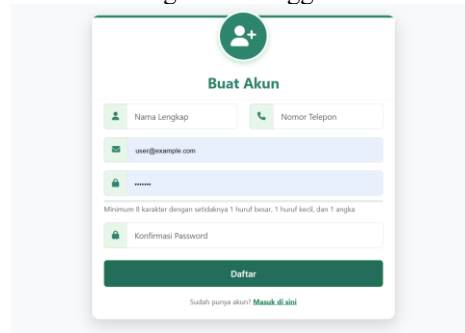 Buat Akun
Nama Lengkap
Nomor Telepon
user@example.com
•••••••
Minimum 8 karakter dengan setidaknya 1 huruf besar, 1 huruf kecil, dan 1 angka
Konfirmasi Password
Daftar
Sudah punya akun? Masuk di sini